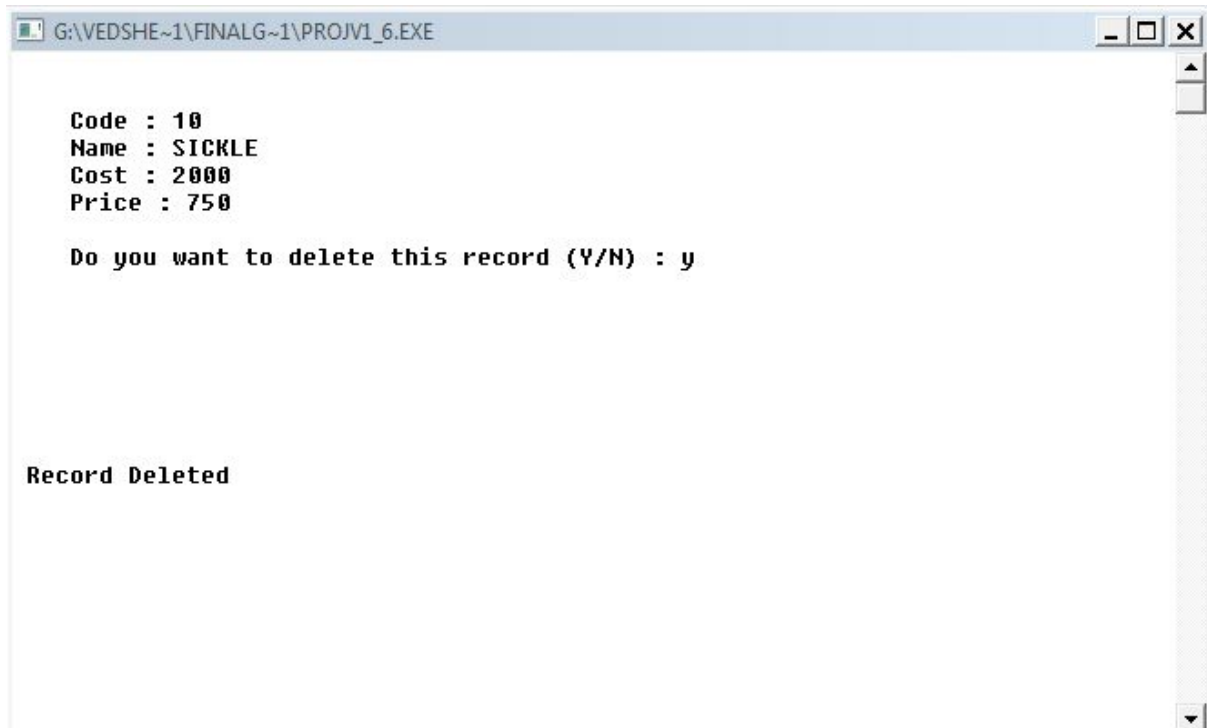 G:\VEDSHE~1\FINALG~1\PROJV1_6.EXE
Code : 10
Name : SICKLE
Cost : 2000
Price : 750
Do you want to delete this record (Y/N) : y
Record Deleted